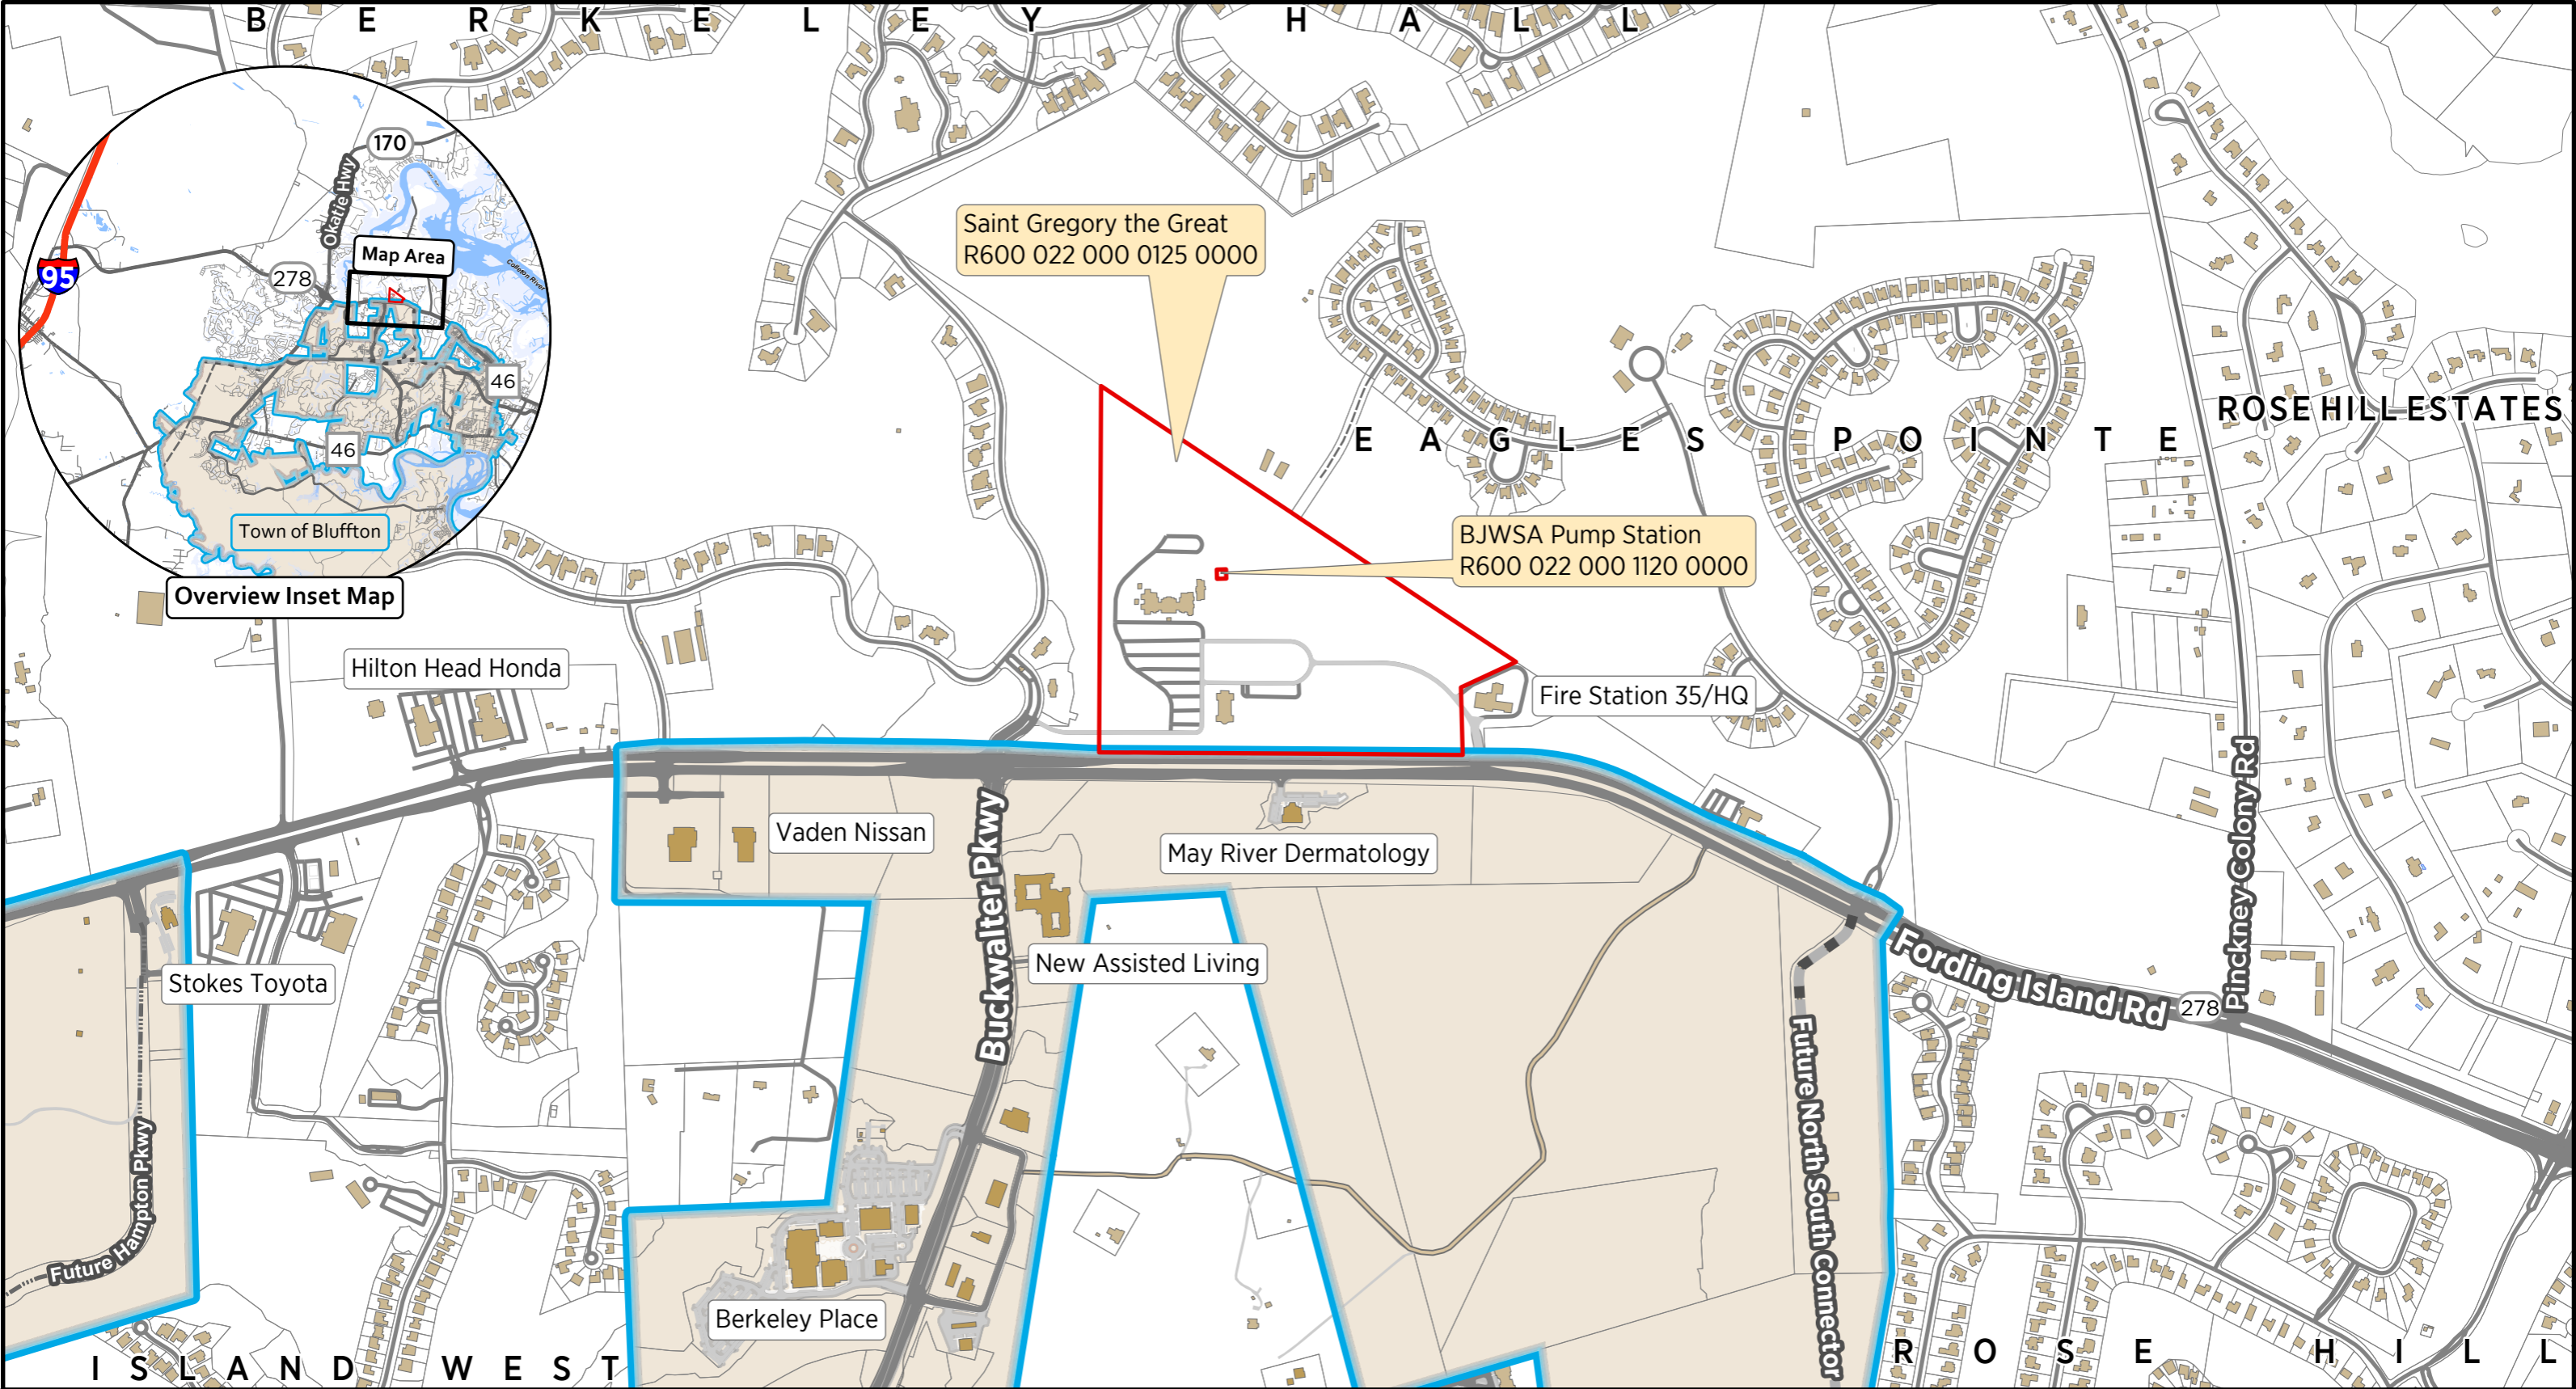 BERKELEY HALL
170
Okatie Hwy
Map Area
278
95
Colleton River
46
46
Town of Bluffton
Overview Inset Map
Saint Gregory the Great
R600 022 000 0125 0000
BJWSA Pump Station
R600 022 000 1120 0000
EAGLES POINTE
ROSE HILL ESTATES
Hilton Head Honda
Fire Station 35/HQ
Vaden Nissan
May River Dermatology
Buckwalter Pkwy
Pinckney Colony Rd
Stokes Toyota
New Assisted Living
Fording Island Rd
278
Future Hampton Pkwy
Future North South Connector
Berkeley Place
ISLAND WEST
ROSE HILL